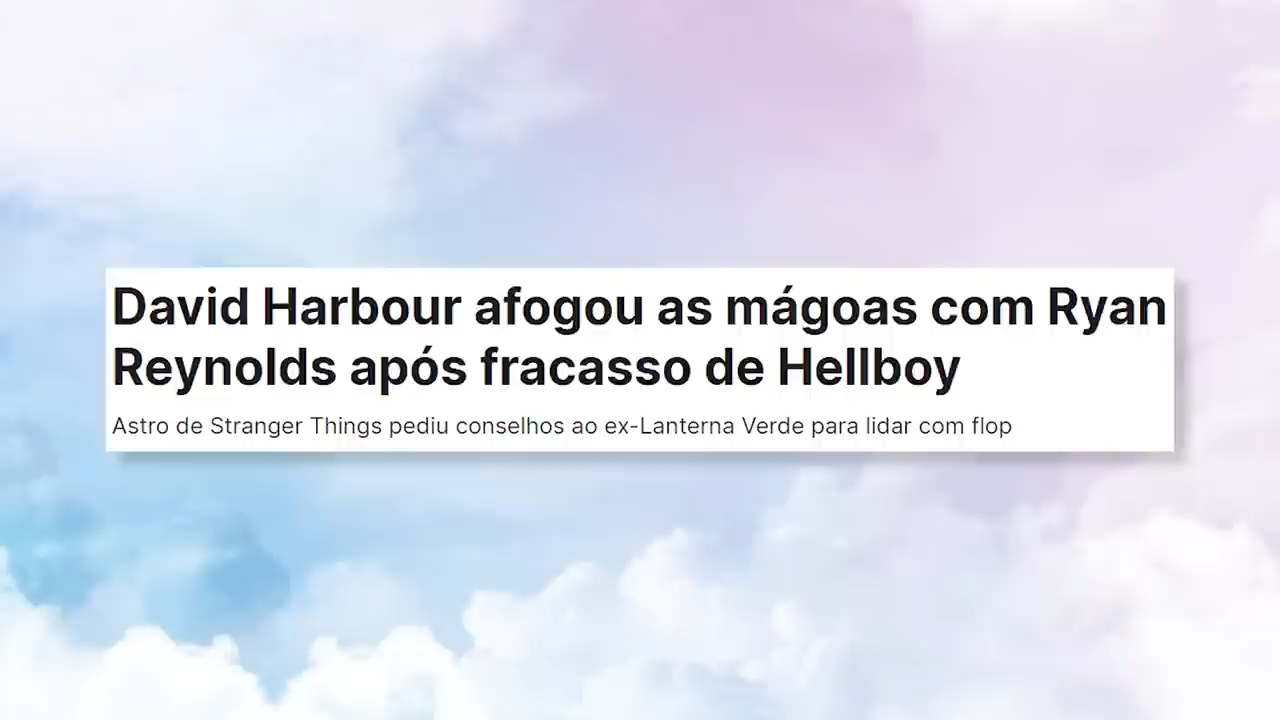 David Harbour afogou as mágoas com Ryan
Reynolds após fracasso de Hellboy
Astro de Stranger Things pediu conselhos ao ex-Lanterna Verde para lidar com flop